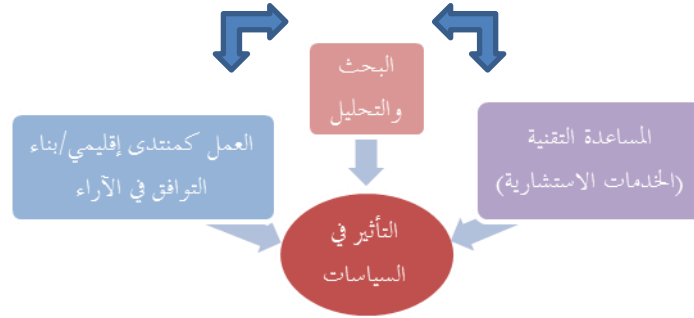 البحث
والتحليل
المساعدة التقنية
(الخدمات الاستشارية)
العمل كمنتدى إقليمي/بناء
التوافق في الآراء
التأثير في
السياسات